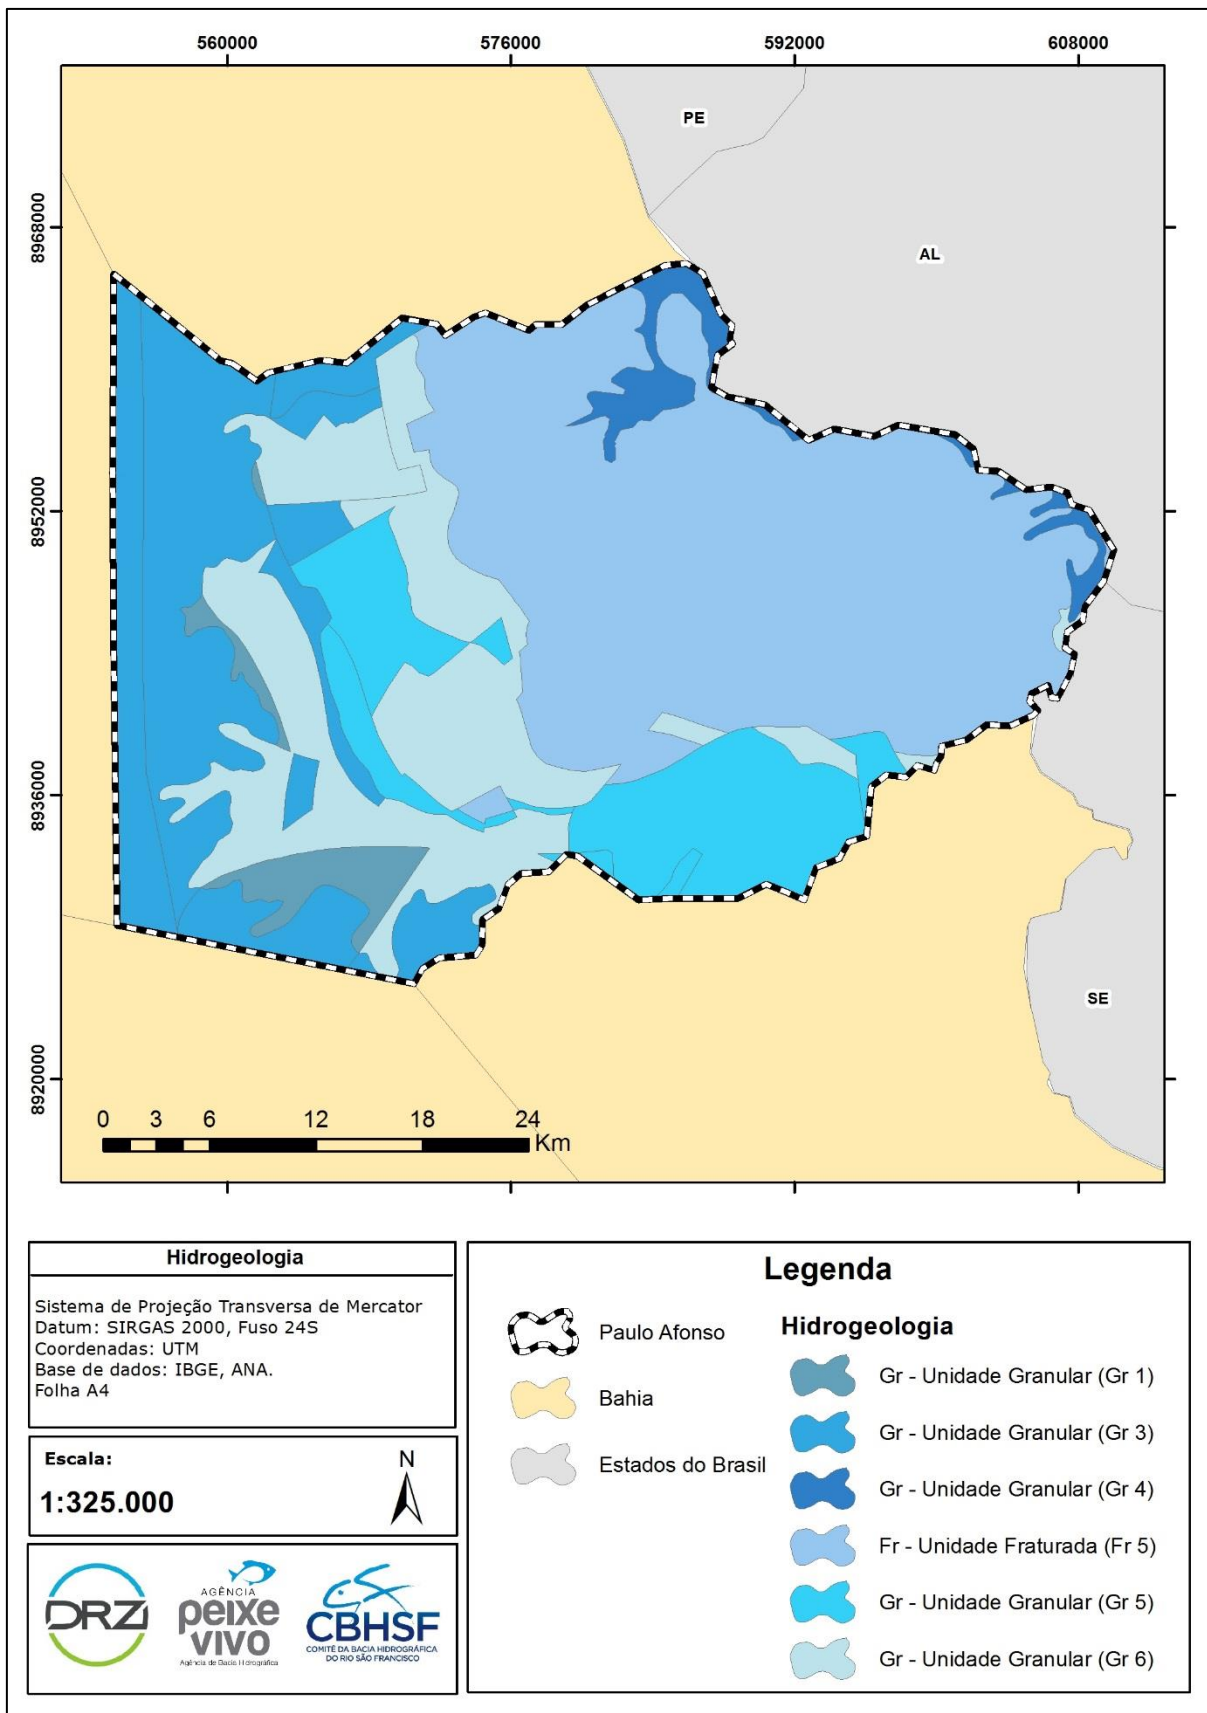 560000
576000
592000
608000
PE
8968000
AL
8952000
8936000
SE
8920000
0 3 6 12 18 24
Km
Hidrogeologia
Sistema de Projeção Transversa de Mercator
Datum: SIRGAS 2000, Fuso 24S
Coordenadas: UTM
Base de dados: IBGE, ANA.
Folha A4
Escala:
1:325.000
N
DRZ
AGÊNCIA
peixe
vivo
Agência de Bacia Hidrográfica
CBHSF
COMITÊ DA BACIA HIDROGRÁFICA
DO RIO SÃO FRANCISCO
Legenda
Paulo Afonso
Bahia
Estados do Brasil
Hidrogeologia
Gr - Unidade Granular (Gr 1)
Gr - Unidade Granular (Gr 3)
Gr - Unidade Granular (Gr 4)
Fr - Unidade Fraturada (Fr 5)
Gr - Unidade Granular (Gr 5)
Gr - Unidade Granular (Gr 6)